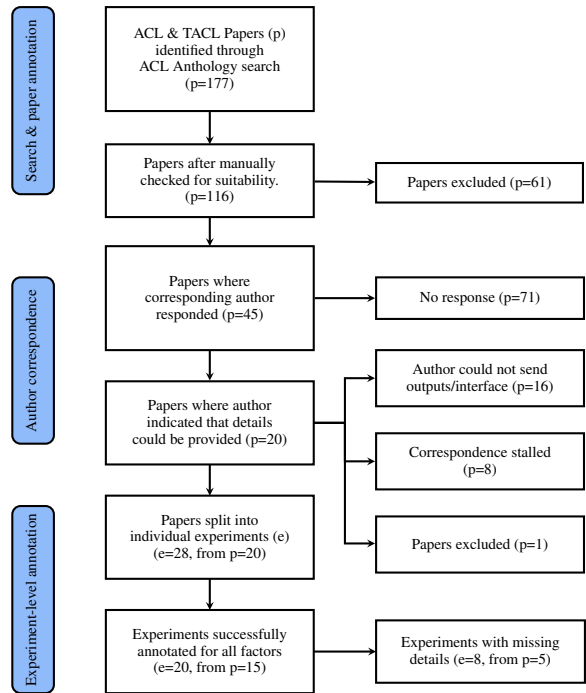 Search & paper annotation
ACL & TACL Papers (p)
identified through
ACL Anthology search
(p=177)
Papers after manually
checked for suitability.
(p=116)
Papers excluded (p=61)
Author correspondence
Papers where
corresponding author
responded (p=45)
No response (p=71)
Papers where author
indicated that details
could be provided (p=20)
Author could not send
outputs/interface (p=16)
Correspondence stalled
(p=8)
Papers excluded (p=1)
Experiment-level annotation
Papers split into
individual experiments (e)
(e=28, from p=20)
Experiments successfully
annotated for all factors
(e=20, from p=15)
Experiments with missing
details (e=8, from p=5)